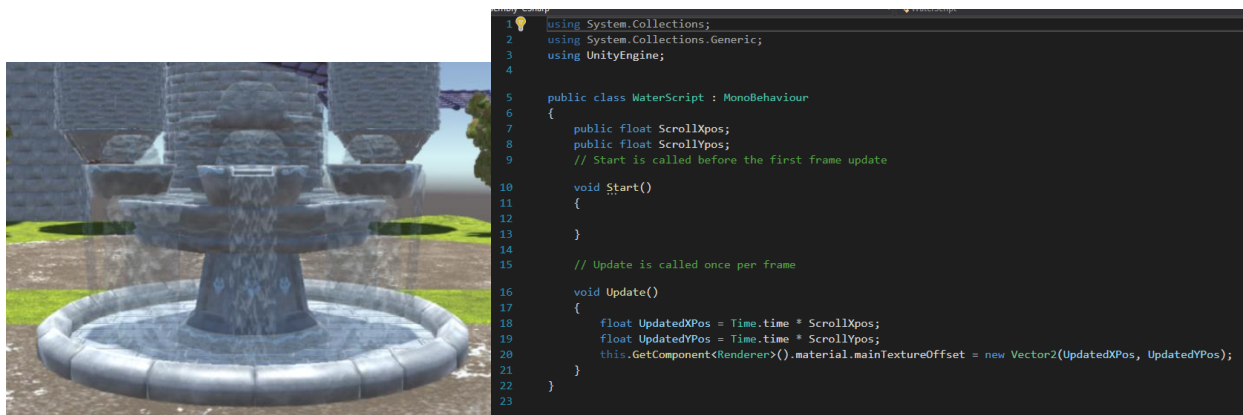 using System.Collections;
using System.Collections.Generic;
using UnityEngine;
public class WaterScript : MonoBehaviour
{
public float ScrollXpos;
public float ScrollYpos;
// Start is called before the first frame update
void Start()
{
}
// Update is called once per frame
void Update()
{
float UpdatedXPos = Time.time * ScrollXpos;
float UpdatedYPos = Time.time * ScrollYpos;
this.GetComponent<Renderer>().material.mainTextureOffset = new Vector2(UpdatedXPos, UpdatedYPos);
}
}